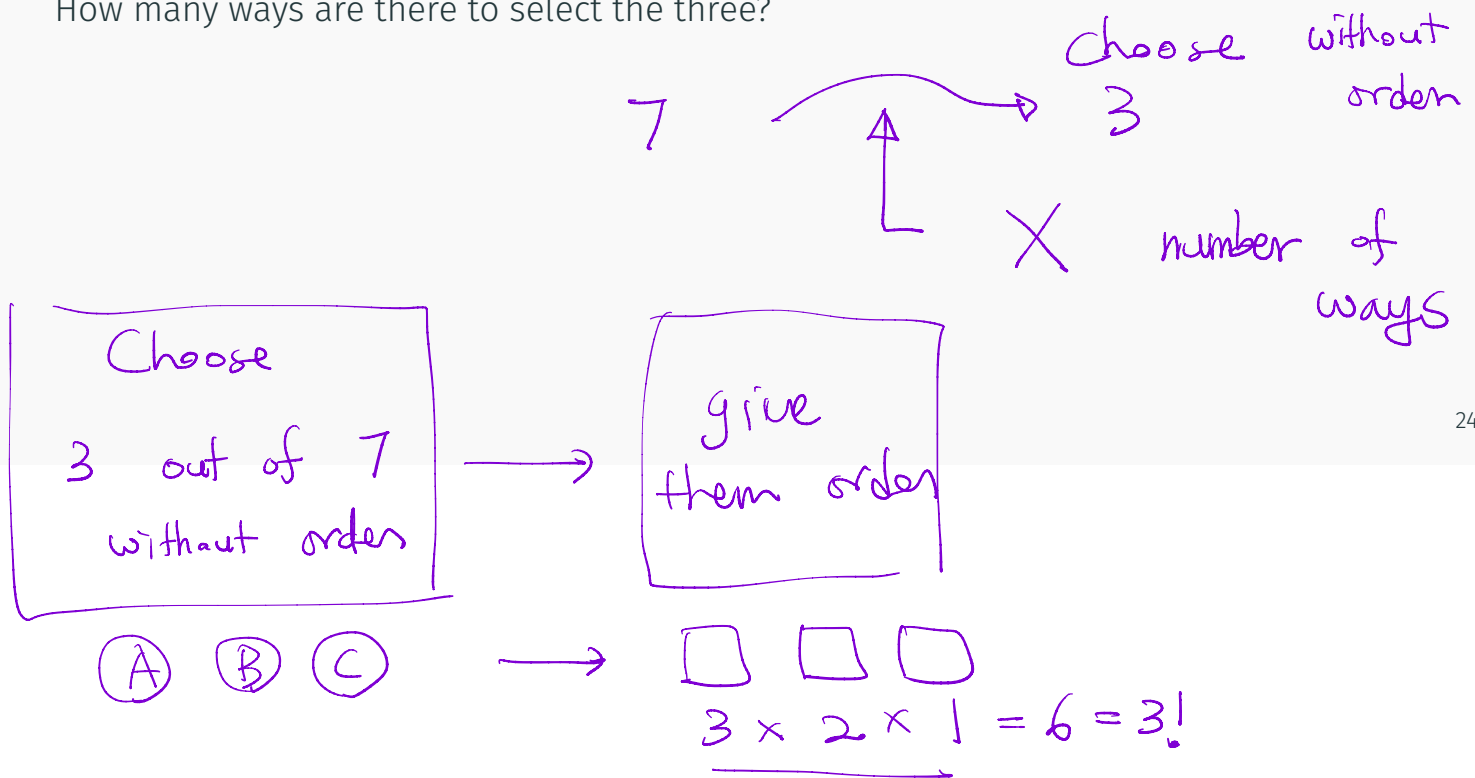 How many ways are there to select the three?
7 3 Choose without order
X number of ways
24
Choose
3 out of 7
without order
give
them order
A B C
3 × 2 × 1 = 6 = 3!